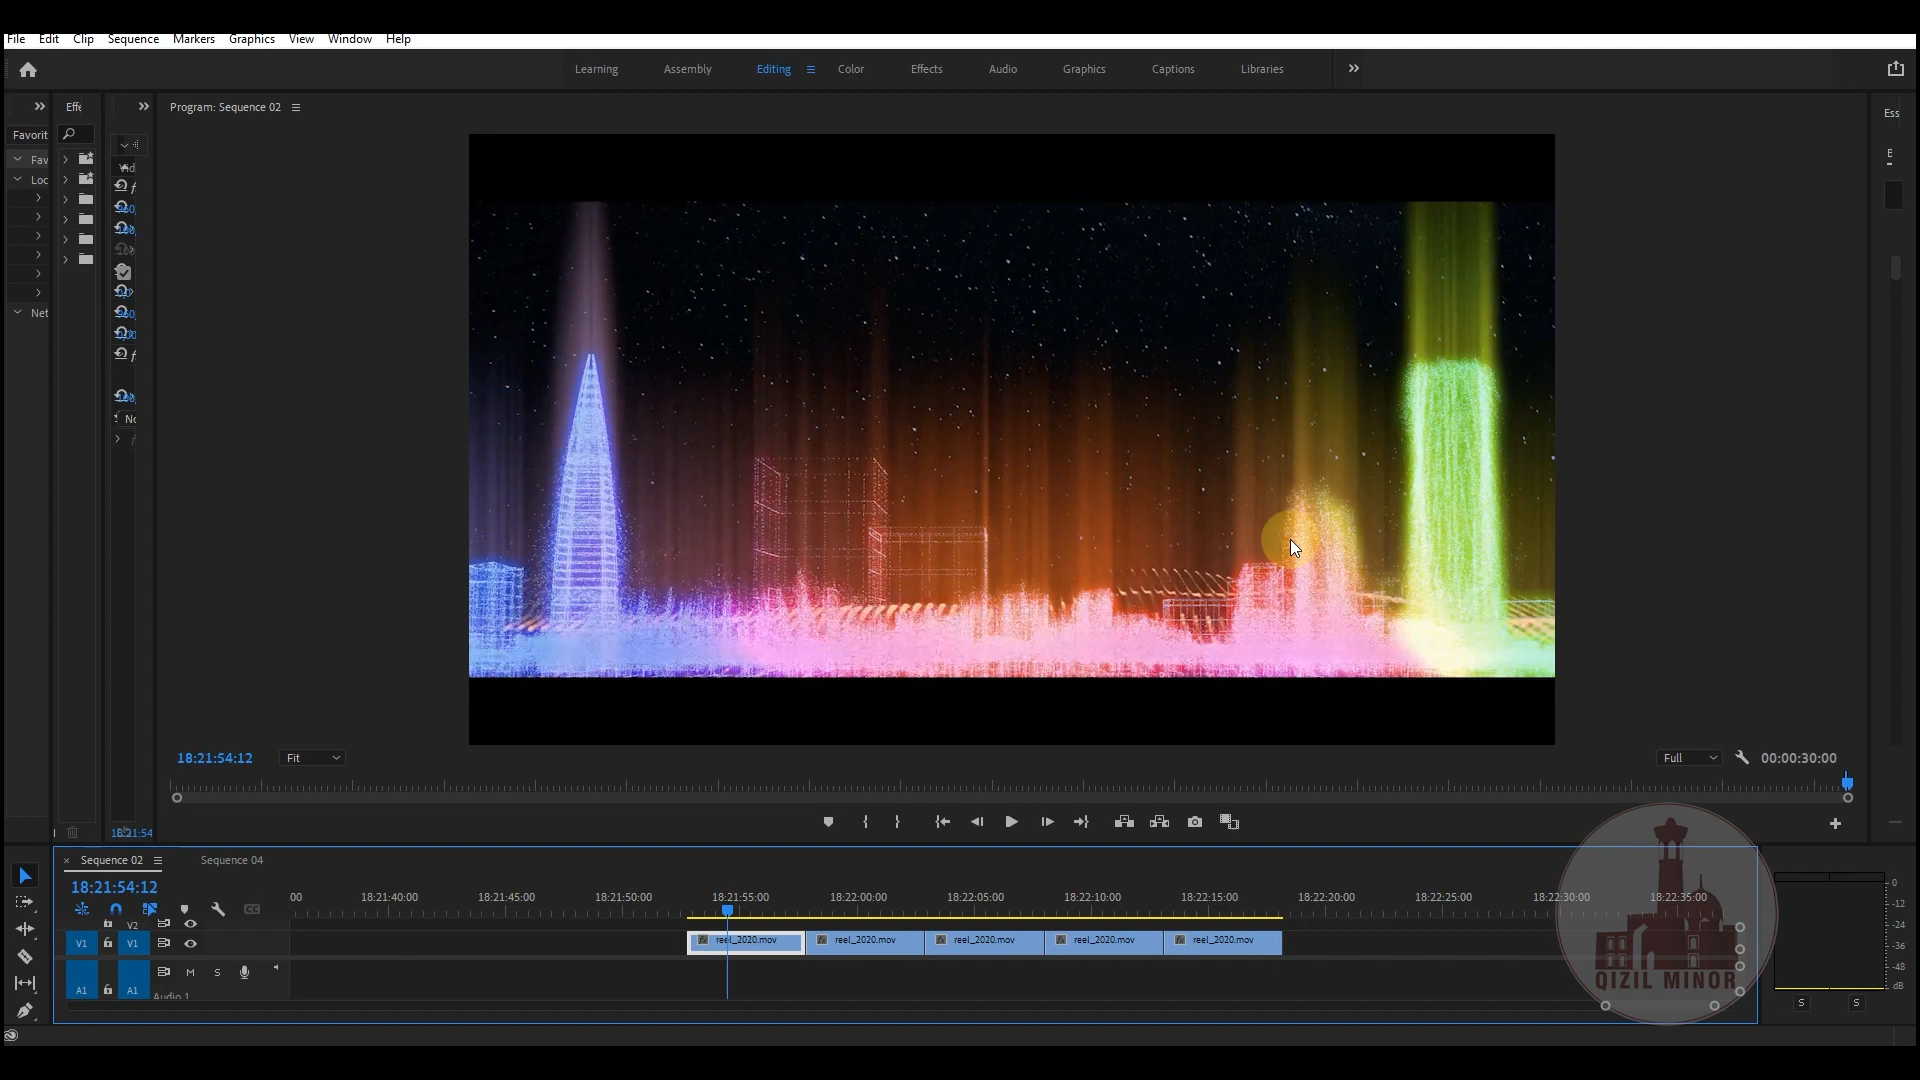 File Edit Clip Sequence Markers Graphics View Window Help
Learning Assembly Editing Color Effects Audio Graphics Captions Libraries
Effe
Program: Sequence 02
Ess
Favorit
Fav
Loc
Net
No
18:21:54:12
Fit
Full
00:00:30:00
18:21:54
Sequence 02
Sequence 04
18:21:54:12
00 18:21:40:00 18:21:45:00 18:21:50:00 18:21:55:00 18:22:00:00 18:22:05:00 18:22:10:00 18:22:15:00 18:22:20:00 18:22:25:00 18:22:30:00 18:22:35:00
V2
V1 V1
reel_2020.mov reel_2020.mov reel_2020.mov reel_2020.mov reel_2020.mov
M S
A1 A1
Audio 1
QIZIL MINOR
0
-12
-24
-36
-48
dB
S S